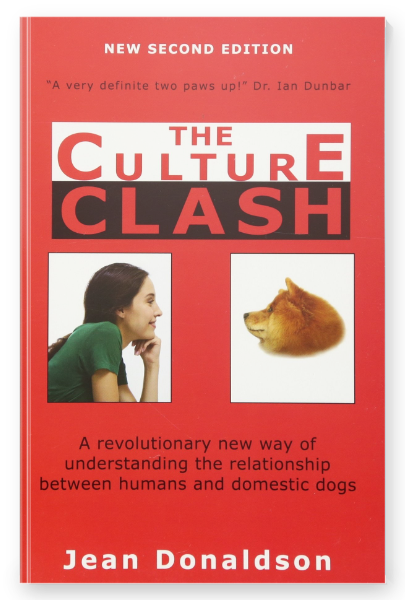 NEW SECOND EDITION
"A very definite two paws up!" Dr. Ian Dunbar
THE
CULTURE
CLASH
A revolutionary new way of
understanding the relationship
between humans and domestic dogs
Jean Donaldson